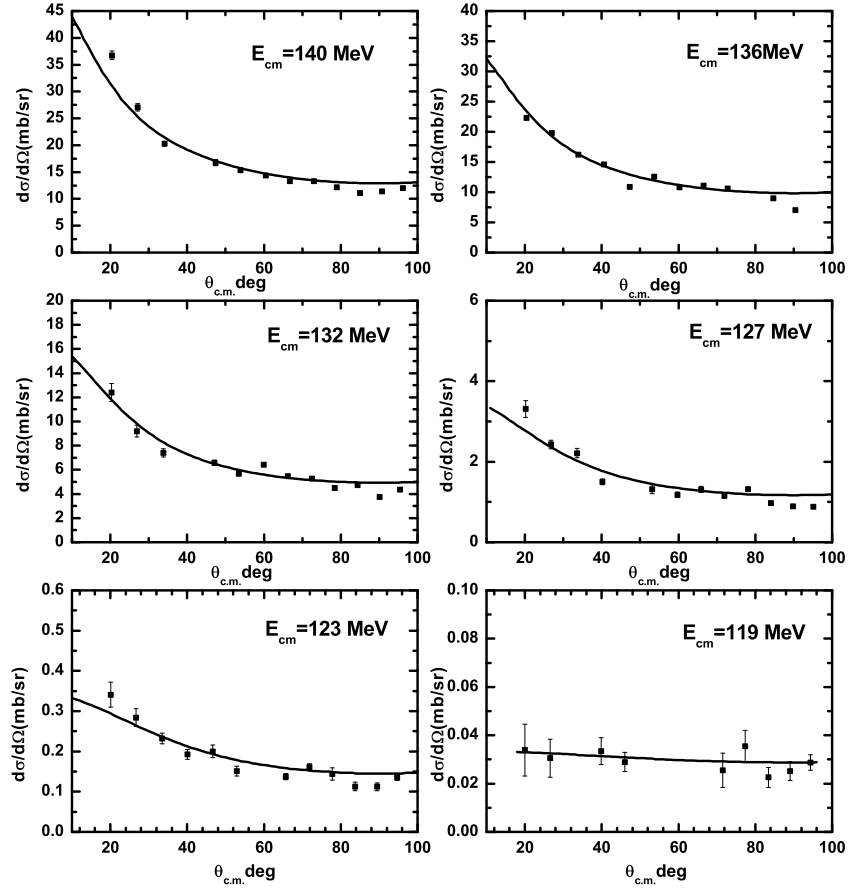 E_cm=140 MeV
dσ/dΩ(mb/sr)
45
40
35
30
25
20
15
10
5
0
20 40 60 80 100
θ_c.m. deg
E_cm=136MeV
dσ/dΩ(mb/sr)
40
35
30
25
20
15
10
5
0
20 40 60 80 100
θ_c.m. deg
E_cm=132 MeV
dσ/dΩ(mb/sr)
20
18
16
14
12
10
8
6
4
2
0
20 40 60 80 100
θ_c.m. deg
E_cm=127 MeV
dσ/dΩ(mb/sr)
6
4
2
0
20 40 60 80 100
θ_c.m. deg
E_cm=123 MeV
dσ/dΩ(mb/sr)
0.6
0.5
0.4
0.3
0.2
0.1
0.0
20 40 60 80 100
θ_c.m. deg
E_cm=119 MeV
dσ/dΩ(mb/sr)
0.10
0.08
0.06
0.04
0.02
0.00
0 20 40 60 80 100
θ_c.m. deg